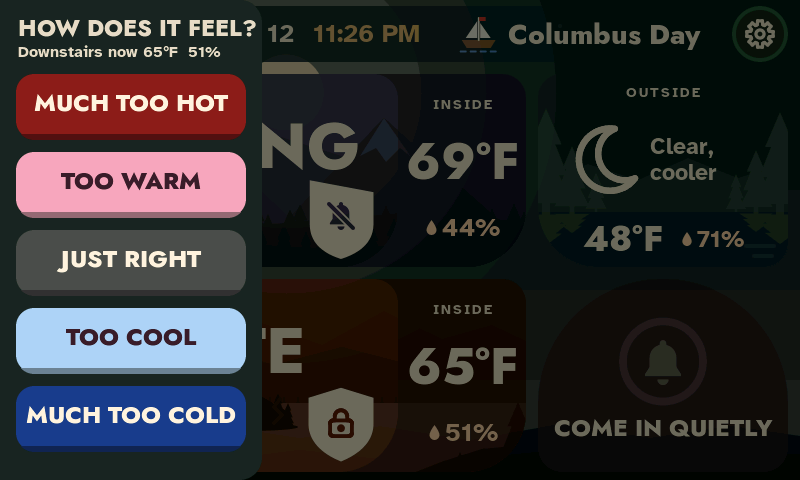 HOW DOES IT FEEL?
Downstairs now 65°F 51%
MUCH TOO HOT
TOO WARM
JUST RIGHT
TOO COOL
MUCH TOO COLD
12 11:26 PM
Columbus Day
NG
INSIDE
69°F
44%
OUTSIDE
Clear,
cooler
48°F 71%
TE
INSIDE
65°F
51%
COME IN QUIETLY